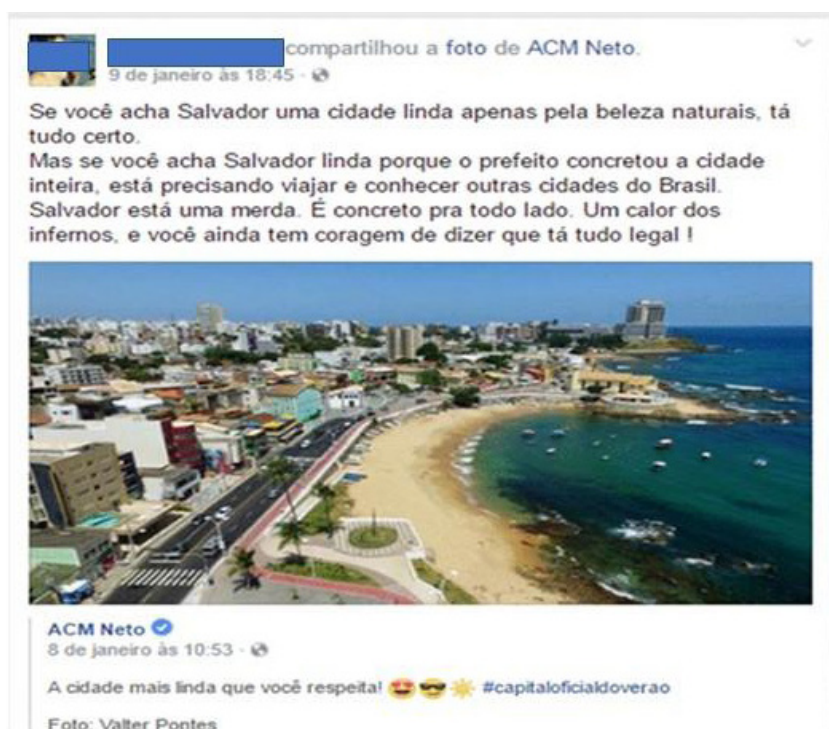 compartilhou a foto de ACM Neto.
9 de janeiro às 18:45 ·
Se você acha Salvador uma cidade linda apenas pela beleza naturais, tá
tudo certo.
Mas se você acha Salvador linda porque o prefeito concretou a cidade
inteira, está precisando viajar e conhecer outras cidades do Brasil.
Salvador está uma merda. É concreto pra todo lado. Um calor dos
infernos, e você ainda tem coragem de dizer que tá tudo legal !
ACM Neto
8 de janeiro às 10:53 ·
A cidade mais linda que você respeita! 🤩 😎 ☀️ #capitaloficialdoverao
Foto: Valter Pontes